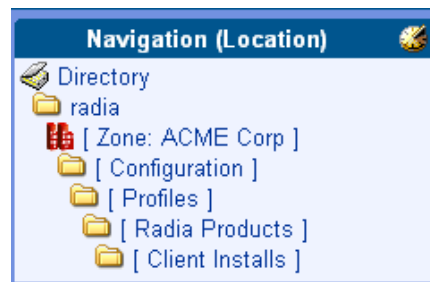 Navigation (Location)
Directory
radia
[ Zone: ACME Corp ]
[ Configuration ]
[ Profiles ]
[ Radia Products ]
[ Client Installs ]